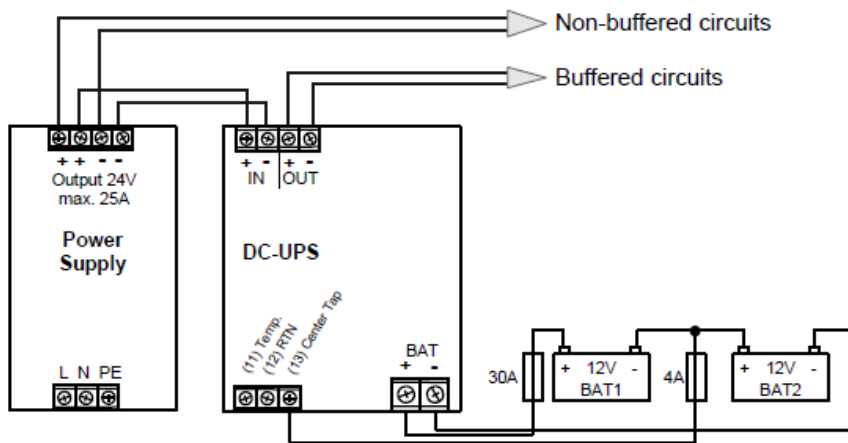 Non-buffered circuits
Buffered circuits
+ + - -
Output 24V
max. 25A
Power
Supply
L N PE
+ - + -
IN OUT
DC-UPS
(11) Temp.
(12) RTN
(13) Center Tap
BAT
+ -
30A
+ 12V -
BAT1
4A
+ 12V -
BAT2